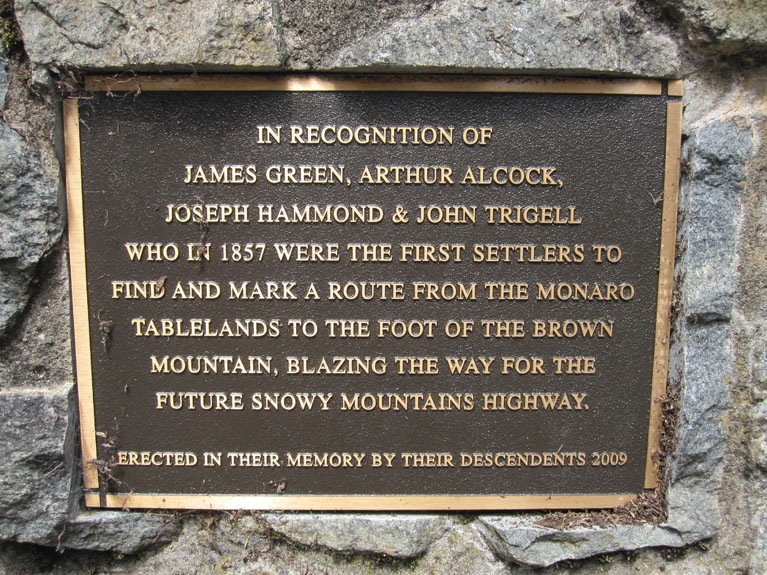 IN RECOGNITION OF
JAMES GREEN, ARTHUR ALCOCK,
JOSEPH HAMMOND & JOHN TRIGELL
WHO IN 1857 WERE THE FIRST SETTLERS TO
FIND AND MARK A ROUTE FROM THE MONARO
TABLELANDS TO THE FOOT OF THE BROWN
MOUNTAIN, BLAZING THE WAY FOR THE
FUTURE SNOWY MOUNTAINS HIGHWAY.
ERECTED IN THEIR MEMORY BY THEIR DESCENDENTS 2009